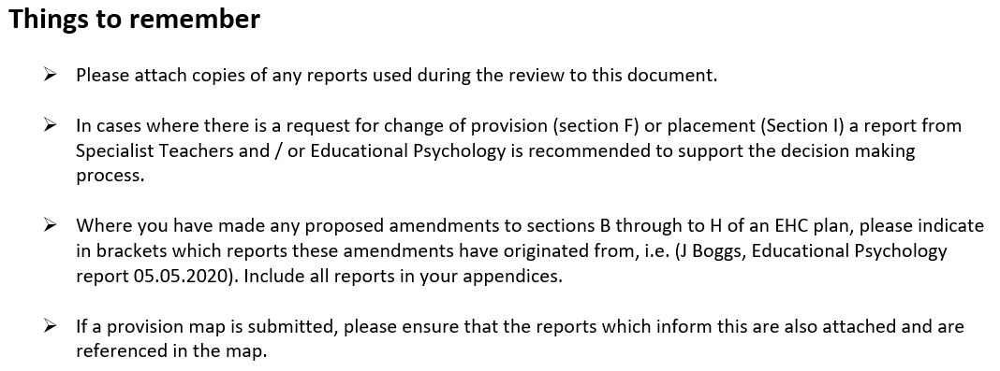 Things to remember
➢ Please attach copies of any reports used during the review to this document.
➢ In cases where there is a request for change of provision (section F) or placement (Section I) a report from
Specialist Teachers and / or Educational Psychology is recommended to support the decision making
process.
➢ Where you have made any proposed amendments to sections B through to H of an EHC plan, please indicate
in brackets which reports these amendments have originated from, i.e. (J Boggs, Educational Psychology
report 05.05.2020). Include all reports in your appendices.
➢ If a provision map is submitted, please ensure that the reports which inform this are also attached and are
referenced in the map.